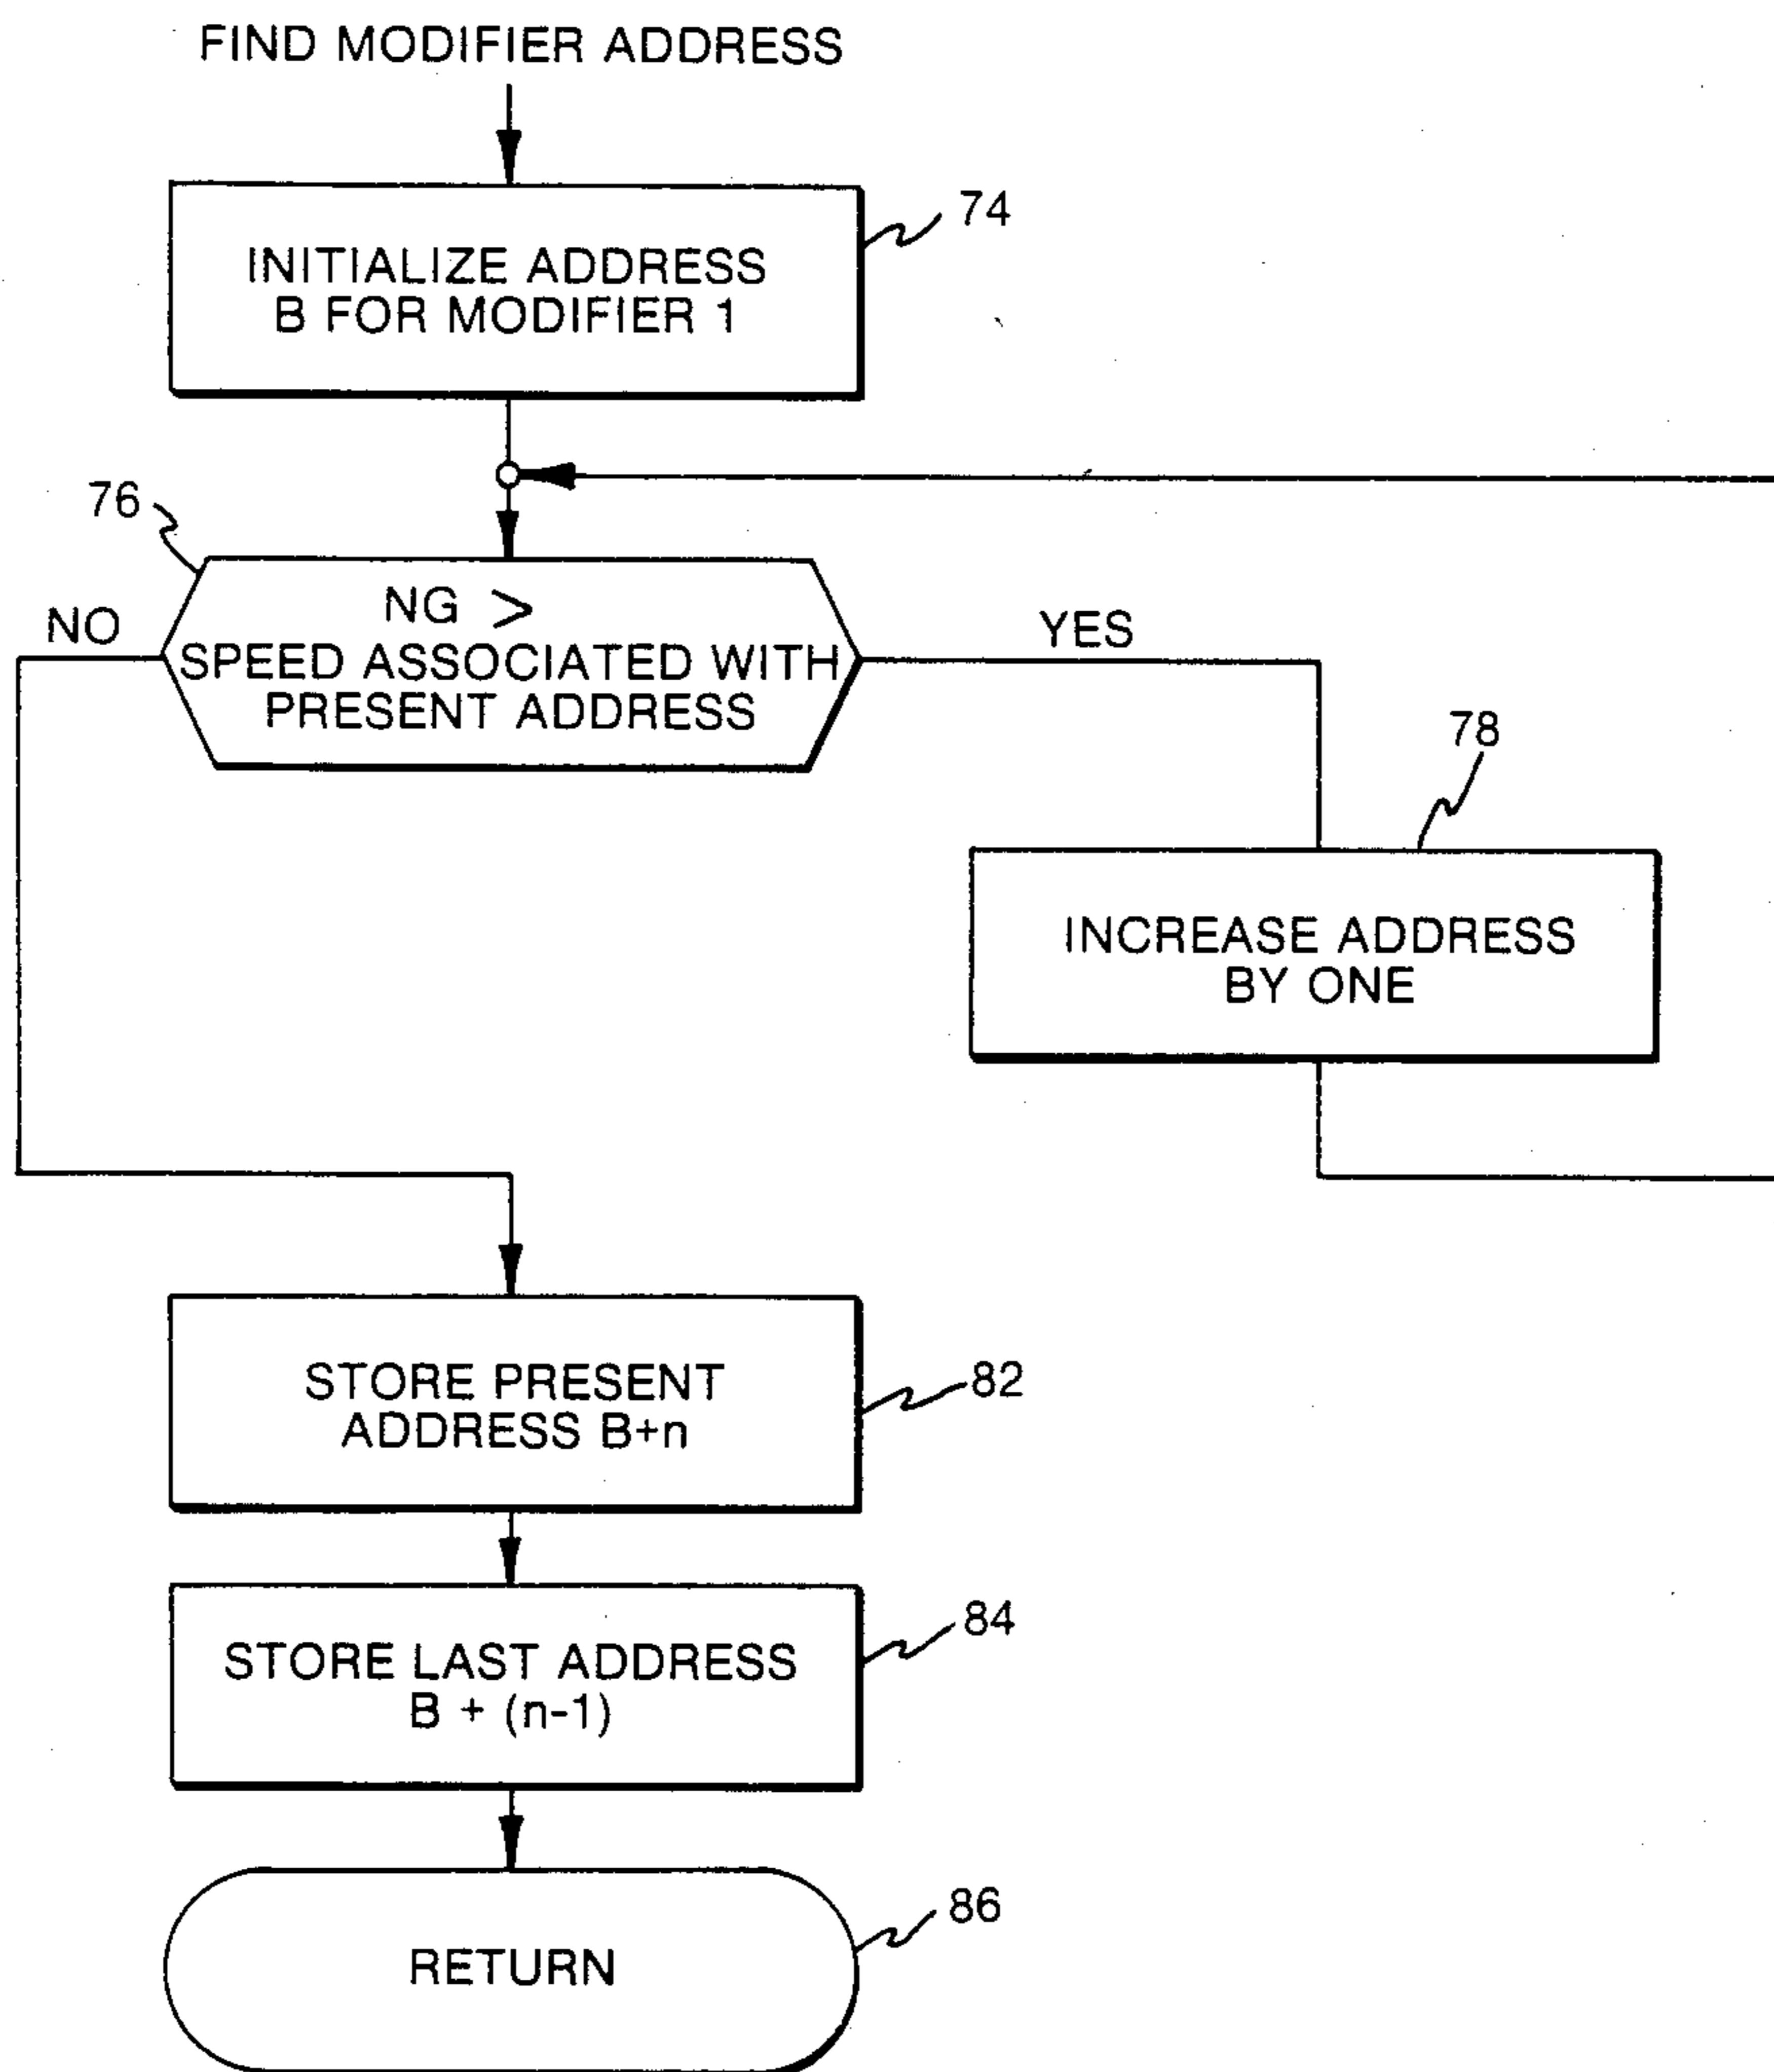 FIND MODIFIER ADDRESS
74
INITIALIZE ADDRESS
B FOR MODIFIER 1
76
NO
NG >
SPEED ASSOCIATED WITH
PRESENT ADDRESS
YES
78
INCREASE ADDRESS
BY ONE
STORE PRESENT
ADDRESS B+n
82
STORE LAST ADDRESS
B + (n-1)
84
RETURN
86